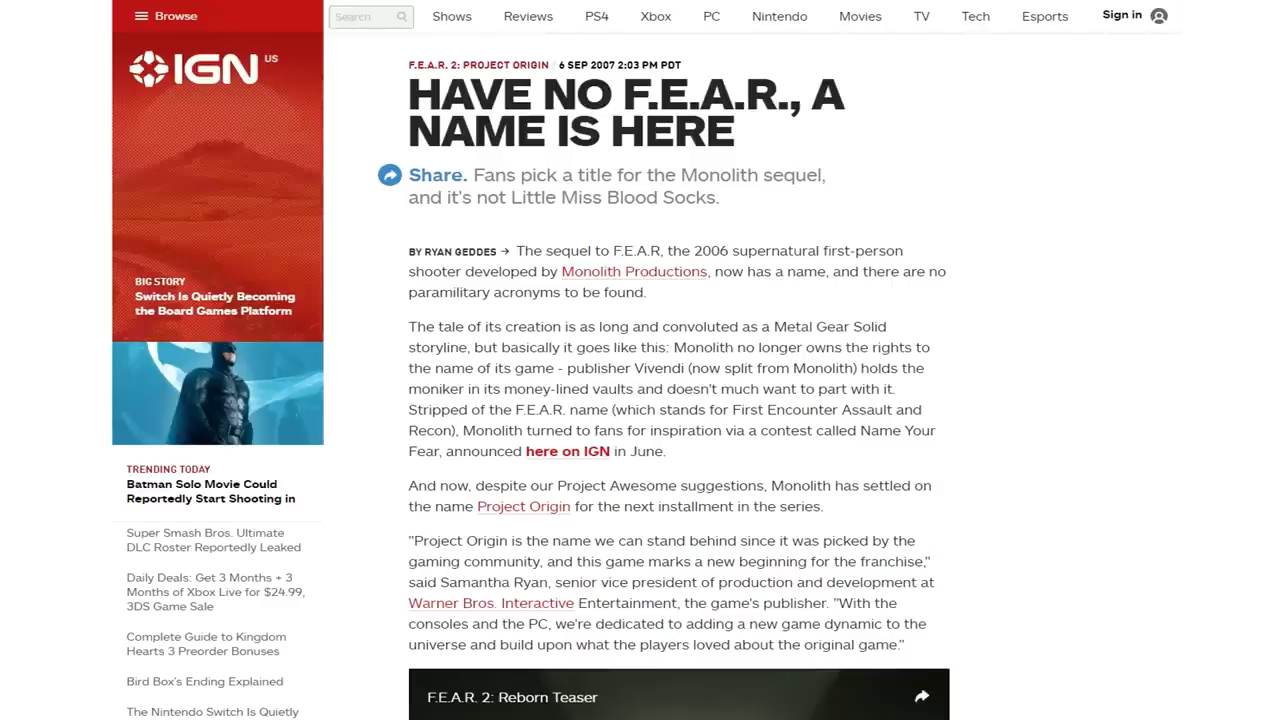 Browse
Search
Shows
Reviews
PS4
Xbox
PC
Nintendo
Movies
TV
Tech
Esports
Sign in
IGN US
BIG STORY
Switch Is Quietly Becoming
the Board Games Platform
TRENDING TODAY
Batman Solo Movie Could
Reportedly Start Shooting in
Super Smash Bros. Ultimate
DLC Roster Reportedly Leaked
Daily Deals: Get 3 Months + 3
Months of Xbox Live for $24.99,
3DS Game Sale
Complete Guide to Kingdom
Hearts 3 Preorder Bonuses
Bird Box's Ending Explained
The Nintendo Switch Is Quietly
F.E.A.R. 2: PROJECT ORIGIN / 6 SEP 2007 2:03 PM PDT
HAVE NO F.E.A.R., A
NAME IS HERE
Share. Fans pick a title for the Monolith sequel,
and it's not Little Miss Blood Socks.
BY RYAN GEDDES → The sequel to F.E.A.R, the 2006 supernatural first-person
shooter developed by Monolith Productions, now has a name, and there are no
paramilitary acronyms to be found.
The tale of its creation is as long and convoluted as a Metal Gear Solid
storyline, but basically it goes like this: Monolith no longer owns the rights to
the name of its game - publisher Vivendi (now split from Monolith) holds the
moniker in its money-lined vaults and doesn't much want to part with it.
Stripped of the F.E.A.R. name (which stands for First Encounter Assault and
Recon), Monolith turned to fans for inspiration via a contest called Name Your
Fear, announced here on IGN in June.
And now, despite our Project Awesome suggestions, Monolith has settled on
the name Project Origin for the next installment in the series.
"Project Origin is the name we can stand behind since it was picked by the
gaming community, and this game marks a new beginning for the franchise,"
said Samantha Ryan, senior vice president of production and development at
Warner Bros. Interactive Entertainment, the game's publisher. "With the
consoles and the PC, we're dedicated to adding a new game dynamic to the
universe and build upon what the players loved about the original game."
F.E.A.R. 2: Reborn Teaser